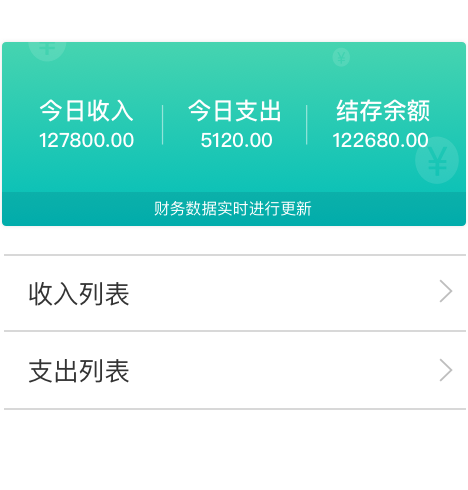 今日收入 今日支出 结存余额
127800.00 5120.00 122680.00
财务数据实时进行更新
收入列表
支出列表